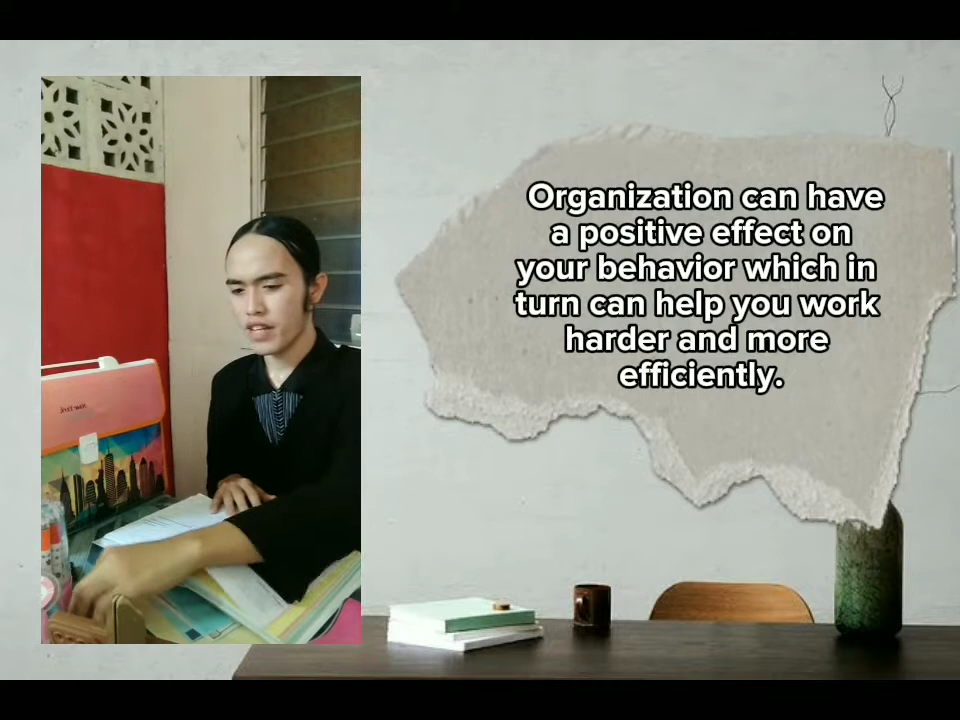 Organization can have
a positive effect on
your behavior which in
turn can help you work
harder and more
efficiently.